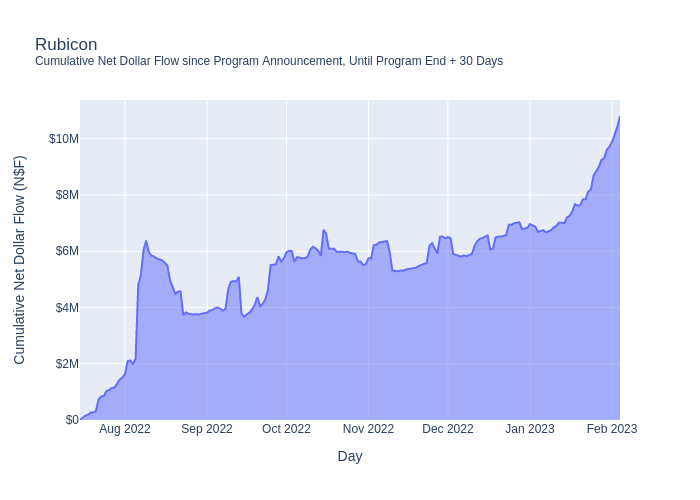 Rubicon
Cumulative Net Dollar Flow since Program Announcement, Until Program End + 30 Days
Cumulative Net Dollar Flow (N$F)
$10M
$8M
$6M
$4M
$2M
$0
Aug 2022 Sep 2022 Oct 2022 Nov 2022 Dec 2022 Jan 2023 Feb 2023
Day